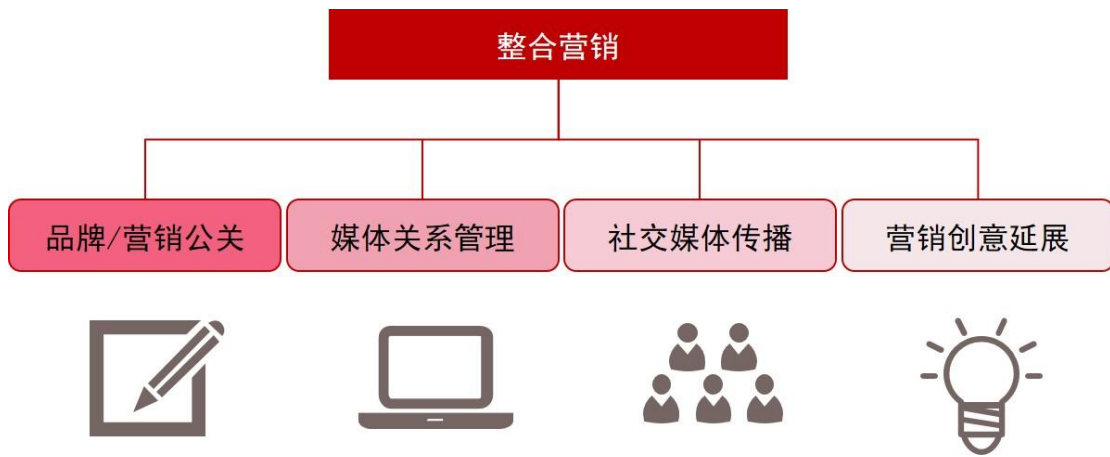 整合营销
品牌/营销公关
媒体关系管理
社交媒体传播
营销创意延展